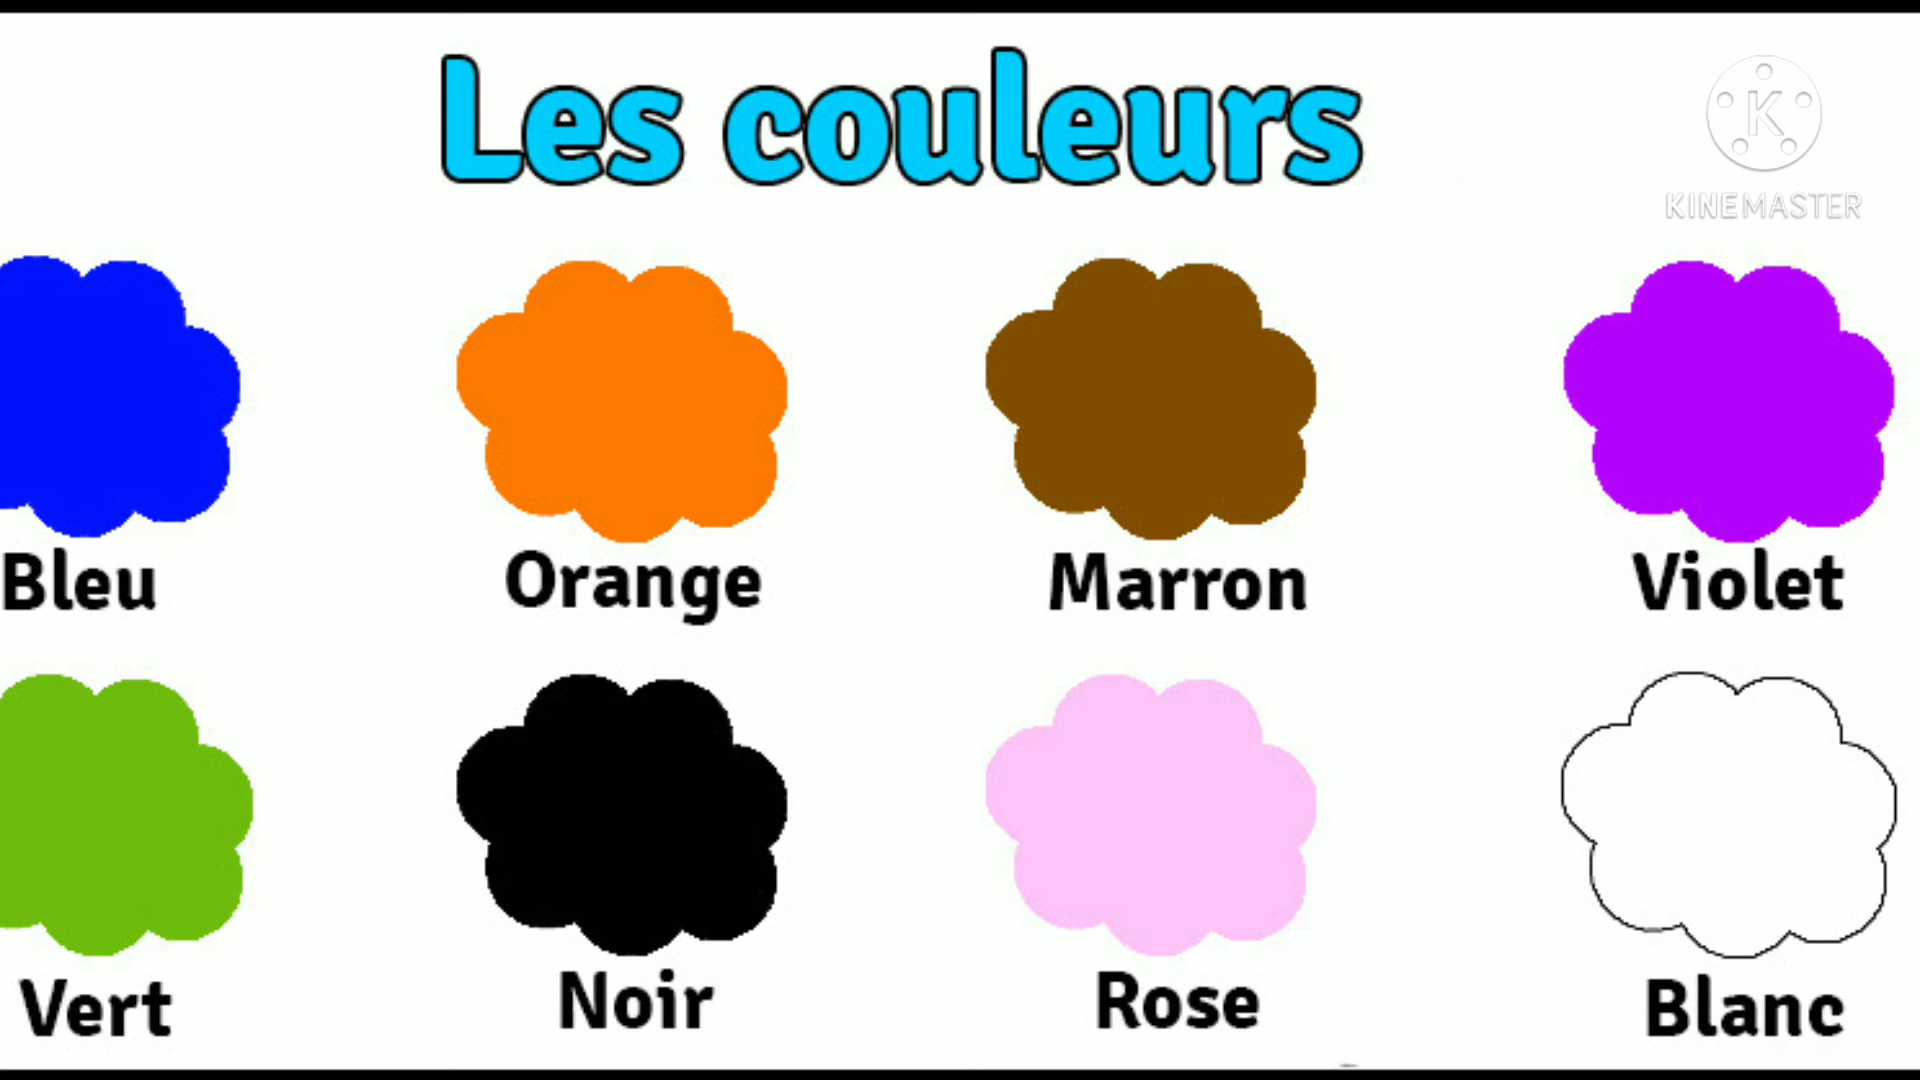 Les couleurs
K
KINEMASTER
Bleu
Orange
Marron
Violet
Vert
Noir
Rose
Blanc